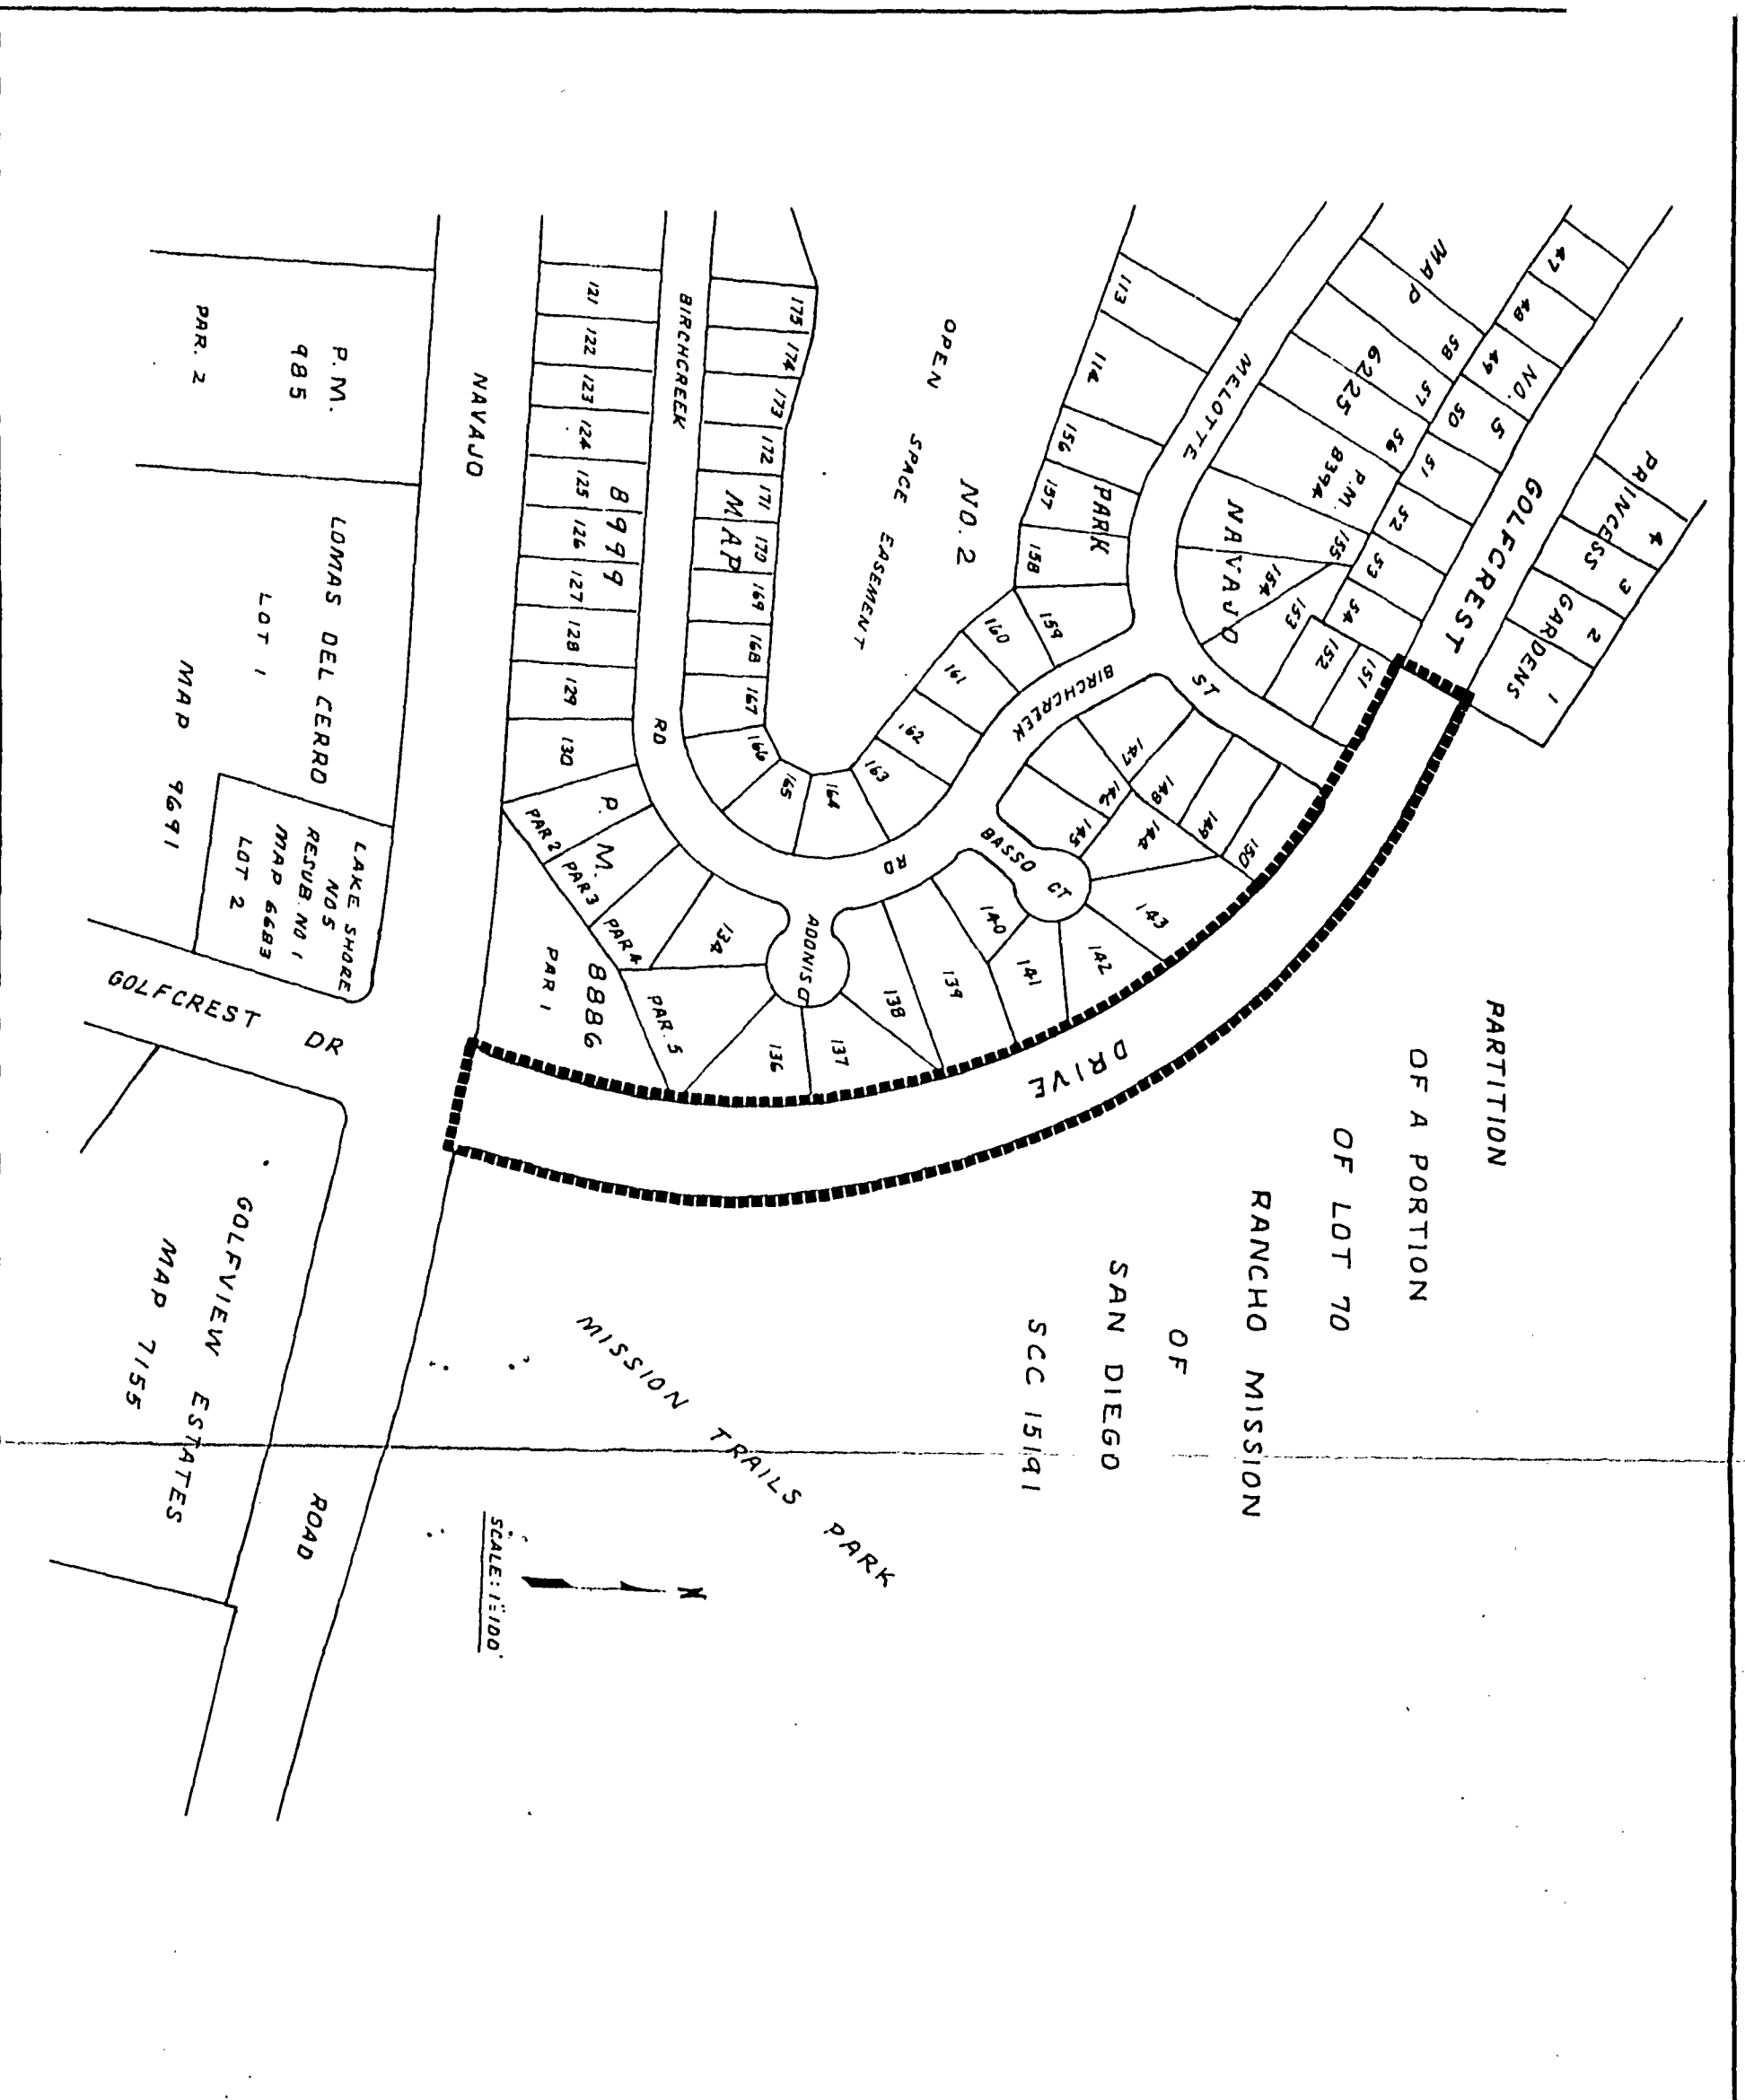 PRINCESS GARDENS
4 3 2 1
GOLFCREST
47 48 49 50 51 52 53 54
MAP NO. 5
6225
58 57 56
P.M.
8394
155 154 153 152 151
NAVAJO
PARK
NO. 2
MELOTTE
ST
113 114 156 157 158 159 160 161 162 163 164 165 166 167 168 169 170 171 172 173 174 175
OPEN SPACE EASEMENT
BIRCHCREEK
RD
147 148 149 150
146 145 144 143 142 141 140 139 138 137 136 134
BASSO CT
ADONIS CT
BIRCHCREEK
RD
MAP
8999
121 122 123 124 125 126 127 128 129 130
P. M.
8886
PAR 2
PAR 3
PAR 4
PAR. 5
PAR 1
DRIVE
PARTITION
OF A PORTION
OF LOT 70
RANCHO MISSION
OF
SAN DIEGO
SCC 15191
MISSION TRAILS PARK
NAVAJO
ROAD
P.M.
985
PAR. 2
LOMAS DEL CERRO
LOT 1
MAP 9691
LAKE SHORE
NO 5
RESUB. NO 1
MAP 6683
LOT 2
GOLFCREST DR
GOLFVIEW ESTATES
MAP 7155
N
SCALE: 1"=100'